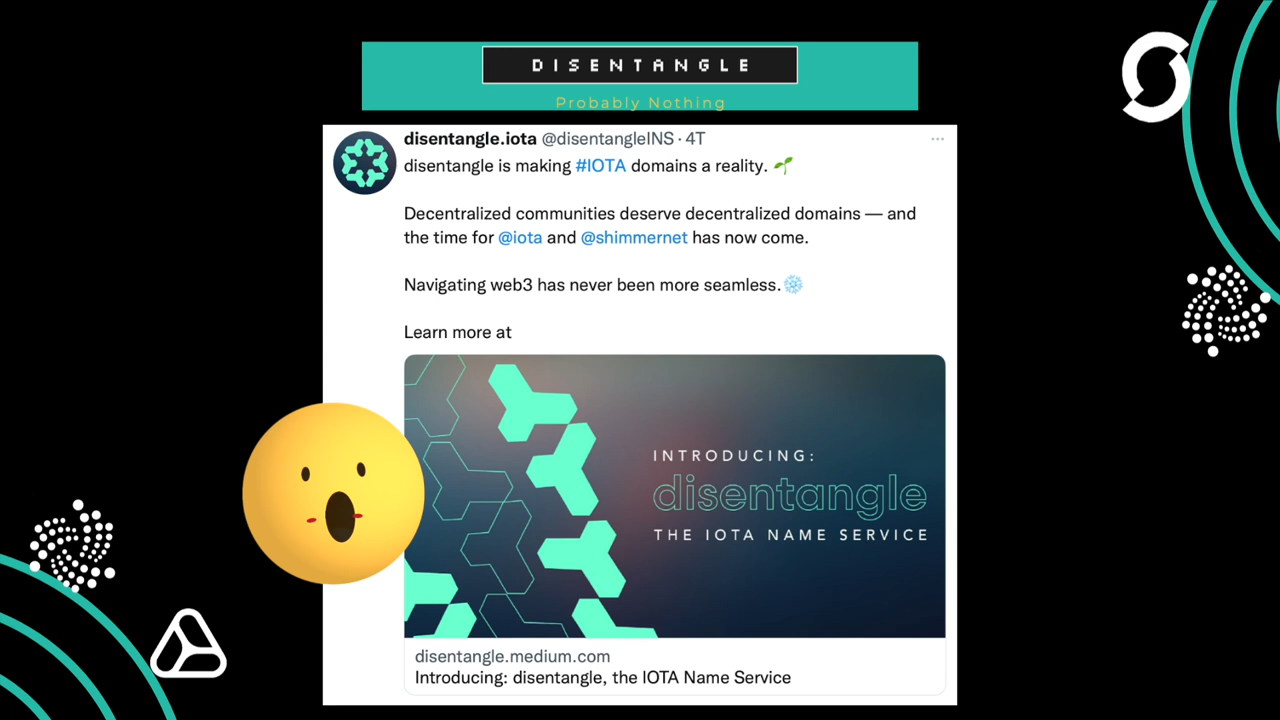 DISENTANGLE
Probably Nothing
disentangle.iota @disentangleINS · 4T
disentangle is making #IOTA domains a reality. 🌱
Decentralized communities deserve decentralized domains — and
the time for @iota and @shimmernet has now come.
Navigating web3 has never been more seamless.❄️
Learn more at
INTRODUCING:
disentangle
THE IOTA NAME SERVICE
disentangle.medium.com
Introducing: disentangle, the IOTA Name Service